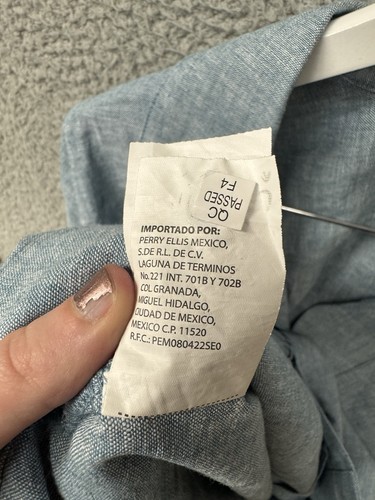 QC
PASSED
F4
IMPORTADO POR:
PERRY ELLIS MEXICO,
S.DE R.L. DE C.V.
LAGUNA DE TERMINOS
No.221 INT. 701B Y 702B
COL GRANADA,
MIGUEL HIDALGO,
CIUDAD DE MEXICO,
MEXICO C.P. 11520
R.F.C.: PEM080422SE0